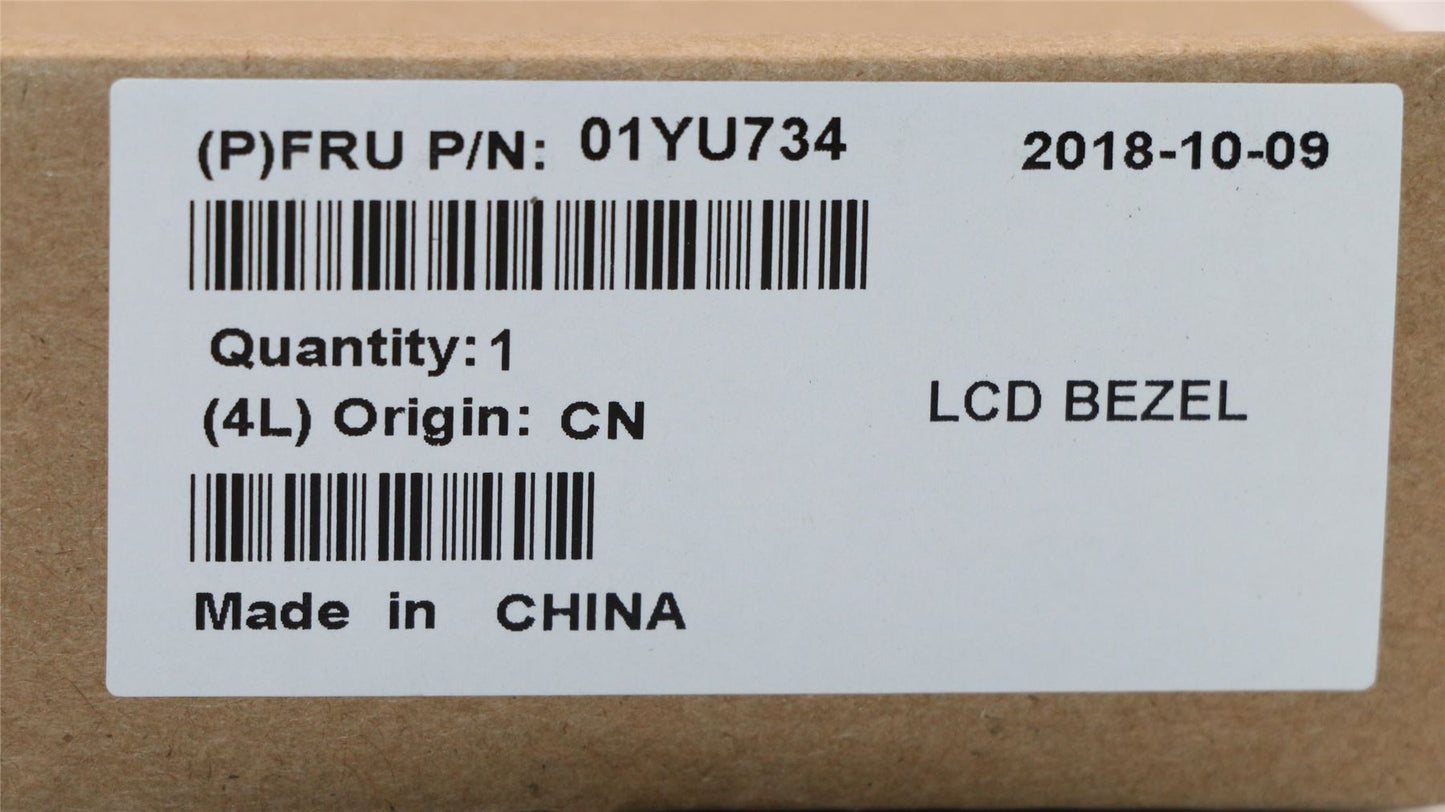 (P)FRU P/N: 01YU734
2018-10-09
Quantity: 1
(4L) Origin: CN
LCD BEZEL
Made in CHINA